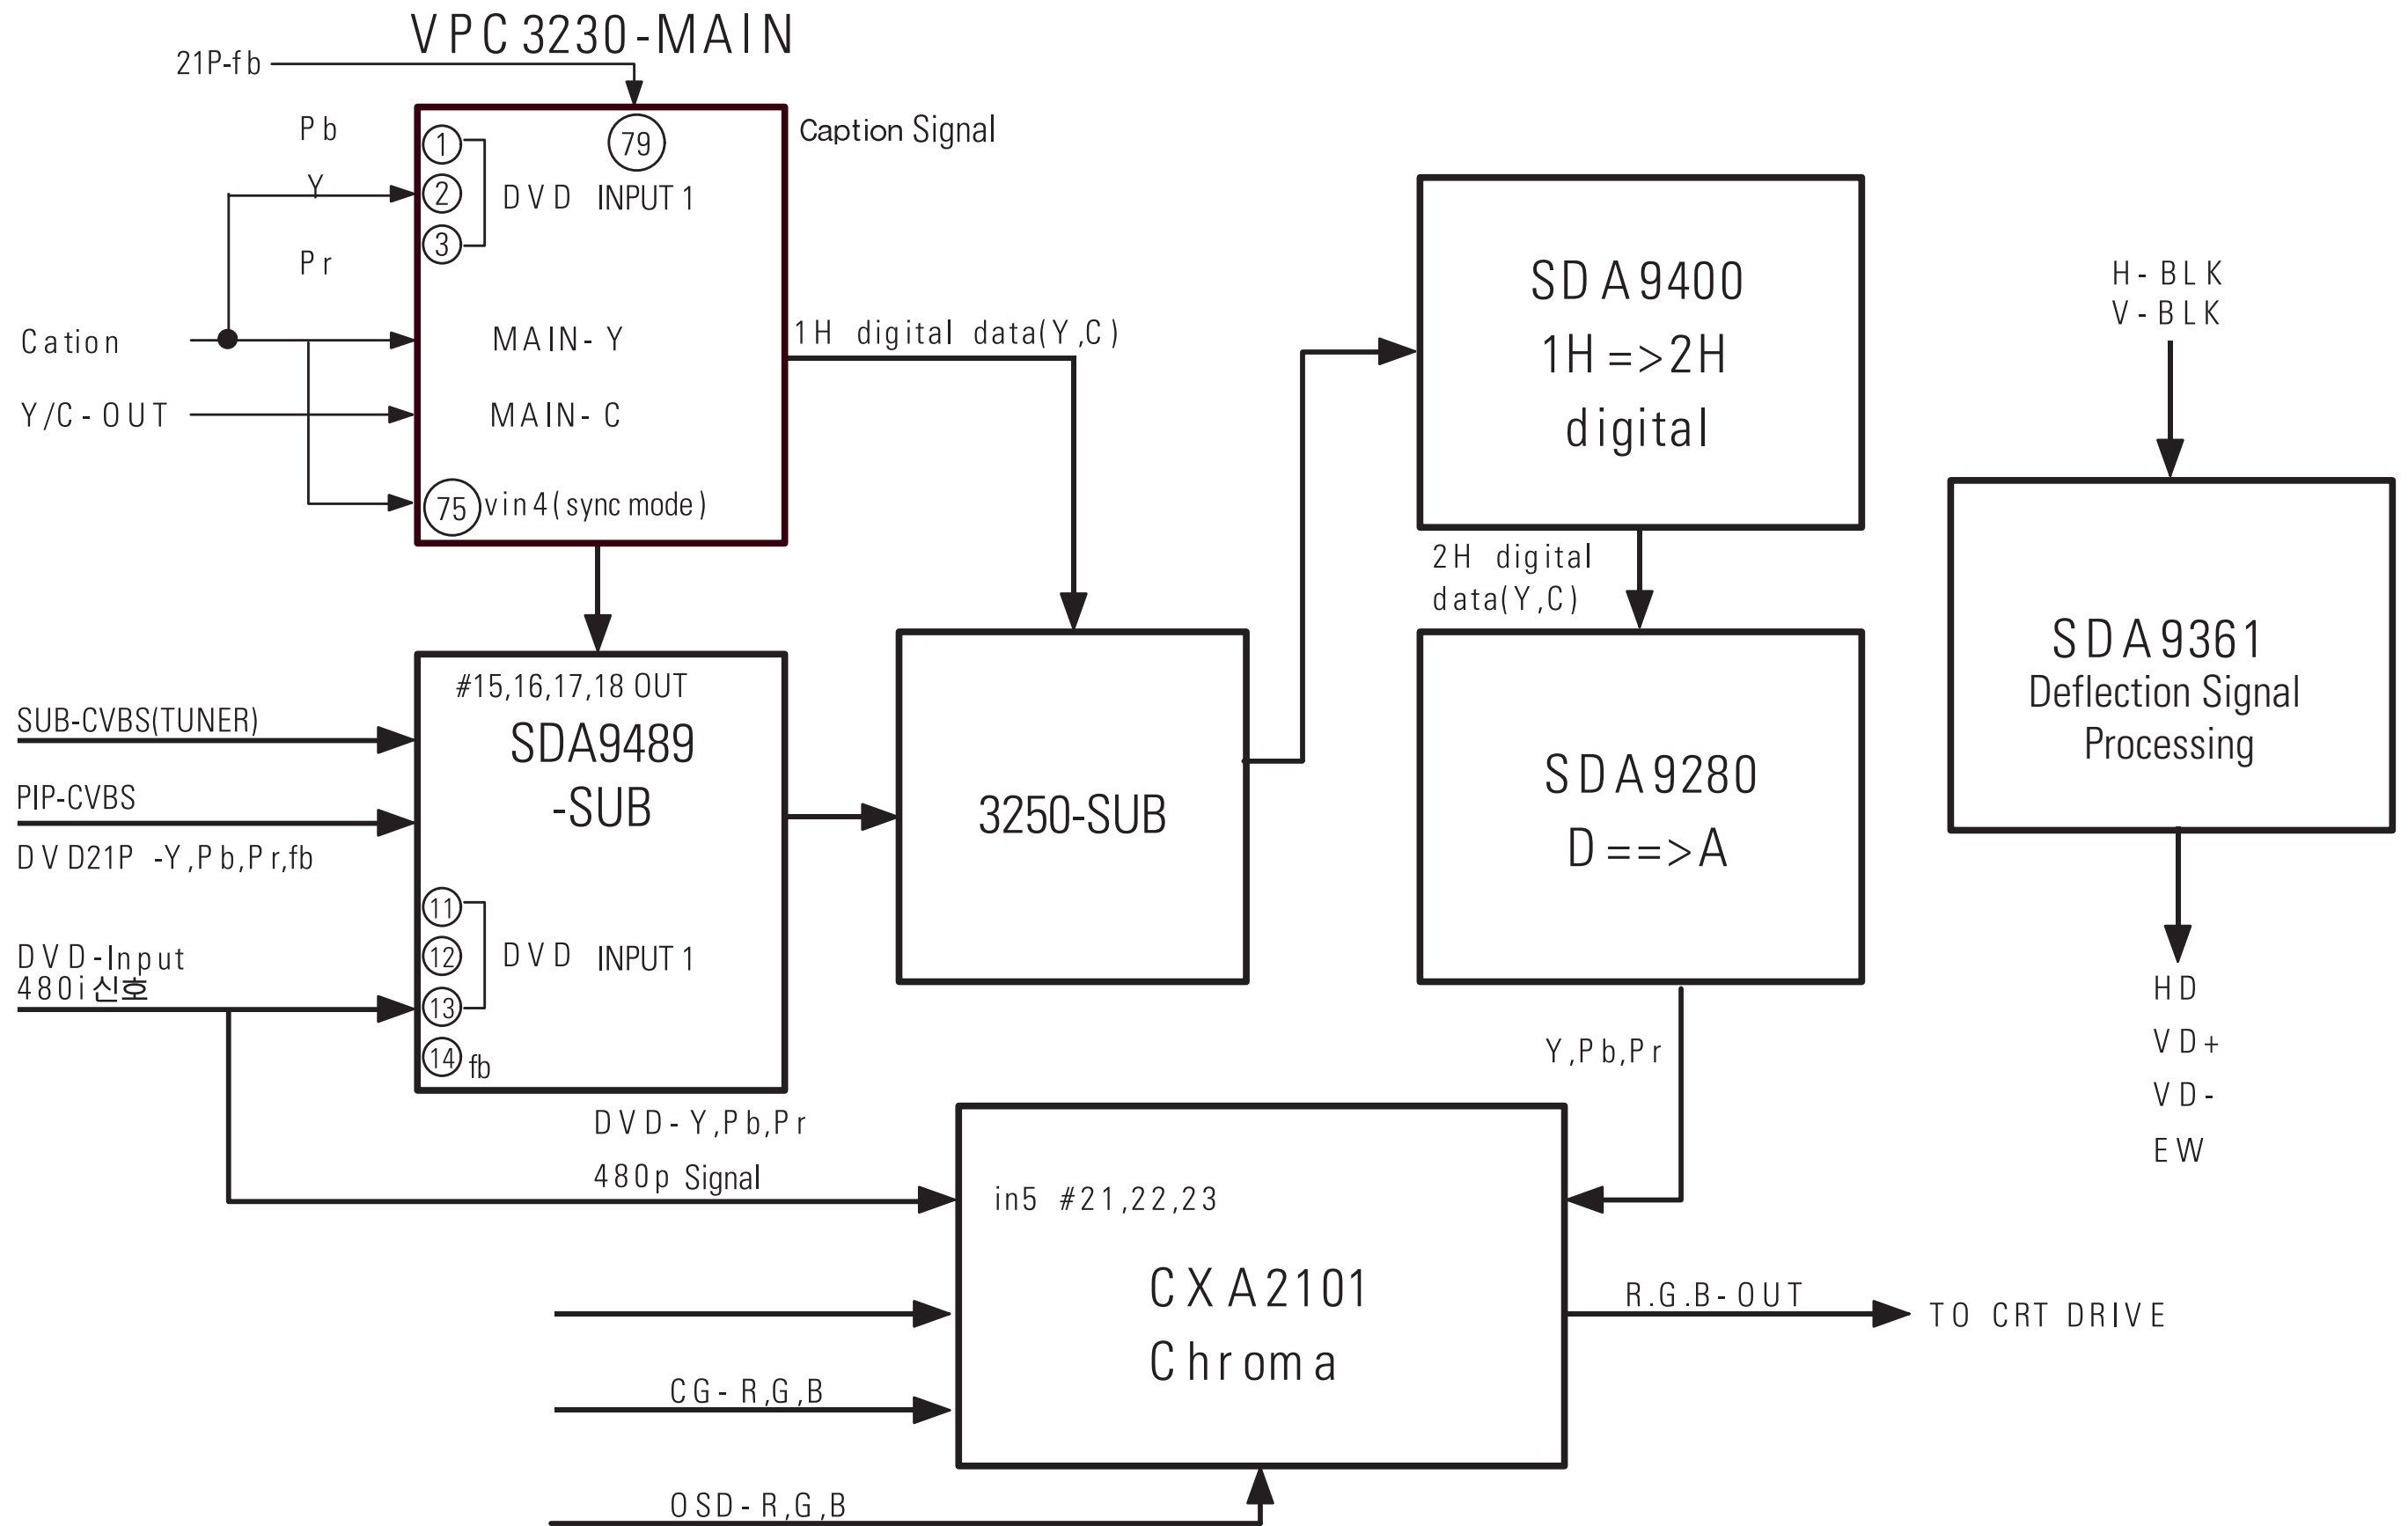 VPC3230-MAIN
21P-fb
Pb
Y
Pr
Cation
Y/C-OUT
1
2
3
79
DVD INPUT 1
MAIN-Y
MAIN-C
75
vin4(sync mode)
Caption Signal
1H digital data(Y,C)
SDA9400
1H=>2H
digital
2H digital
data(Y,C)
H-BLK
V-BLK
SDA9361
Deflection Signal
Processing
HD
VD+
VD-
EW
SUB-CVBS(TUNER)
PIP-CVBS
DVD21P -Y,Pb,Pr,fb
DVD-Input
480i신호
#15,16,17,18 OUT
SDA9489
-SUB
11
12
13
14
fb
DVD INPUT 1
3250-SUB
SDA9280
D==>A
Y,Pb,Pr
DVD-Y,Pb,Pr
480p Signal
in5 #21,22,23
CXA2101
Chroma
R.G.B-OUT
TO CRT DRIVE
CG-R,G,B
OSD-R,G,B